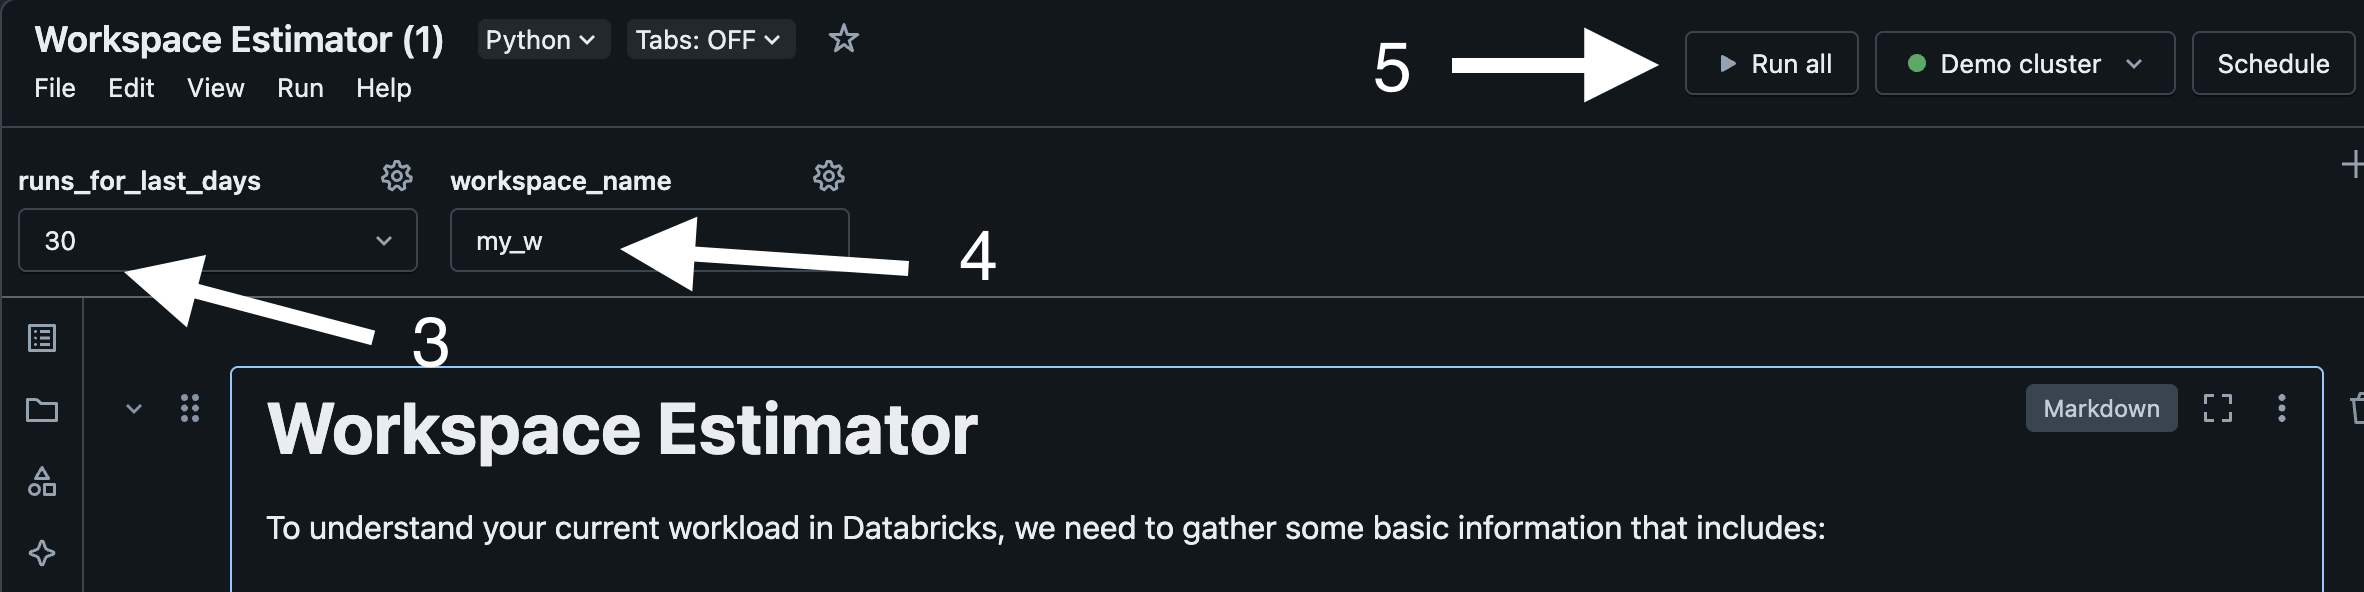 Workspace Estimator (1) Python Tabs: OFF
File Edit View Run Help
5 Run all Demo cluster Schedule
runs_for_last_days workspace_name
30 my_w 4
3
Workspace Estimator Markdown
To understand your current workload in Databricks, we need to gather some basic information that includes: